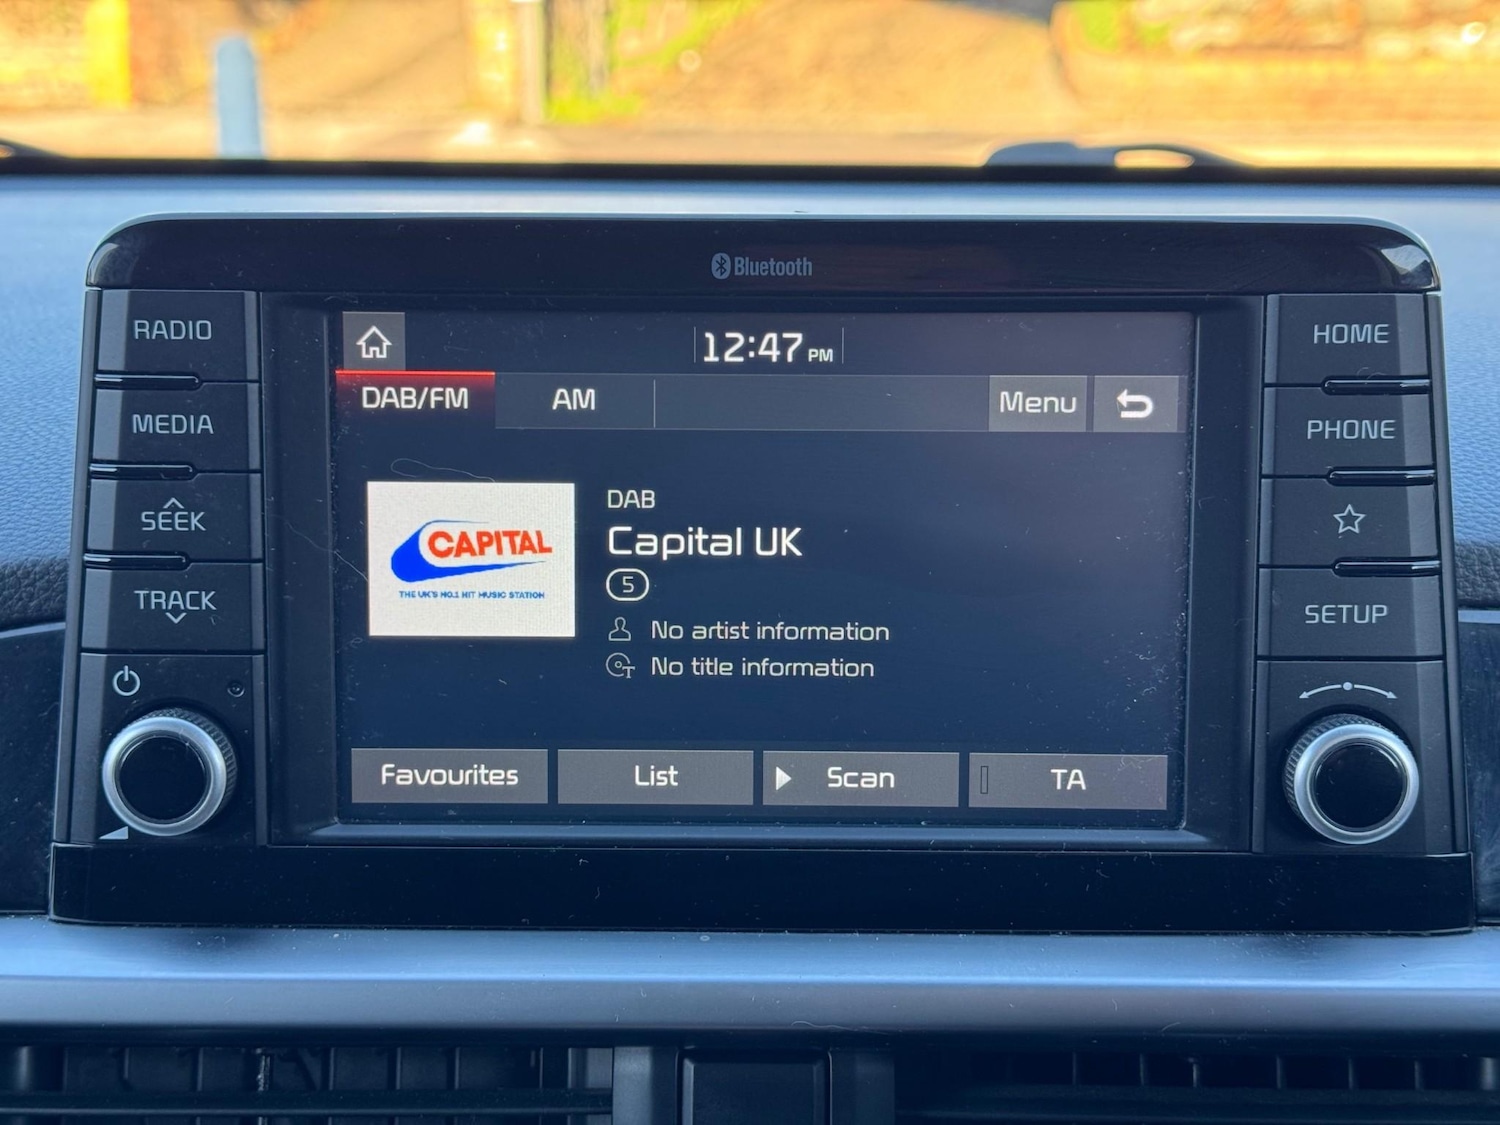 Bluetooth
RADIO
MEDIA
SEEK
TRACK
HOME
PHONE
SETUP
12:47 PM
DAB/FM
AM
Menu
CAPITAL
THE UK'S NO.1 HIT MUSIC STATION
DAB
Capital UK
5
No artist information
T
No title information
Favourites
List
Scan
TA